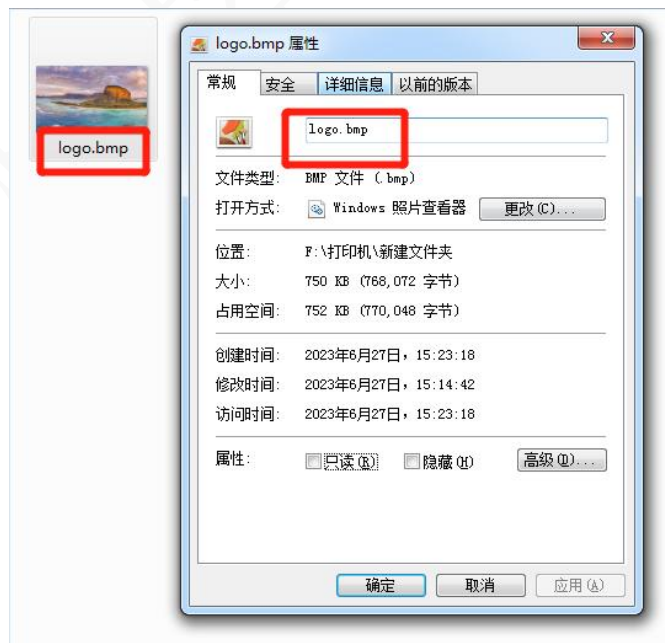 logo.bmp
logo.bmp 属性
常规 安全 详细信息 以前的版本
logo.bmp
文件类型: BMP 文件 (.bmp)
打开方式: Windows 照片查看器 更改(C)...
位置: F:\打印机\新建文件夹
大小: 750 KB (768,072 字节)
占用空间: 752 KB (770,048 字节)
创建时间: 2023年6月27日，15:23:18
修改时间: 2023年6月27日，15:14:42
访问时间: 2023年6月27日，15:23:18
属性: 只读(R) 隐藏(H) 高级(D)...
确定 取消 应用(A)